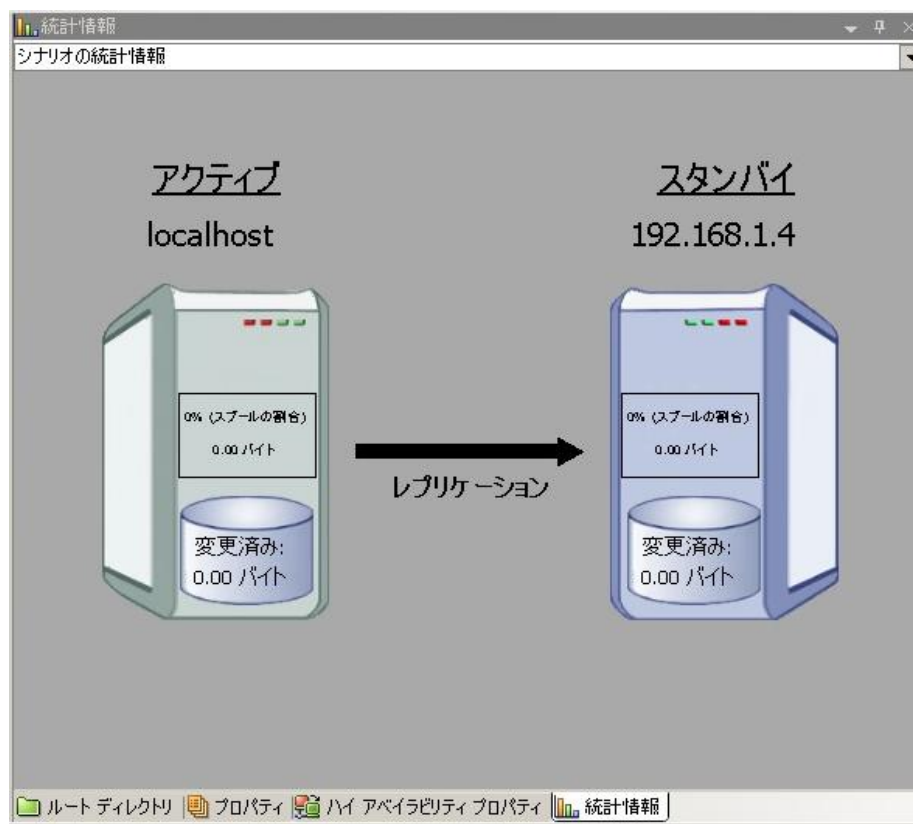 統計情報
シナリオの統計情報
アクティブ
スタンバイ
localhost
192.168.1.4
0% (スプールの割合)
0.00 バイト
0% (スプールの割合)
0.00 バイト
レプリケーション
変更済み:
0.00 バイト
変更済み:
0.00 バイト
ルート ディレクトリ
プロパティ
ハイ アベイラビリティ プロパティ
統計情報